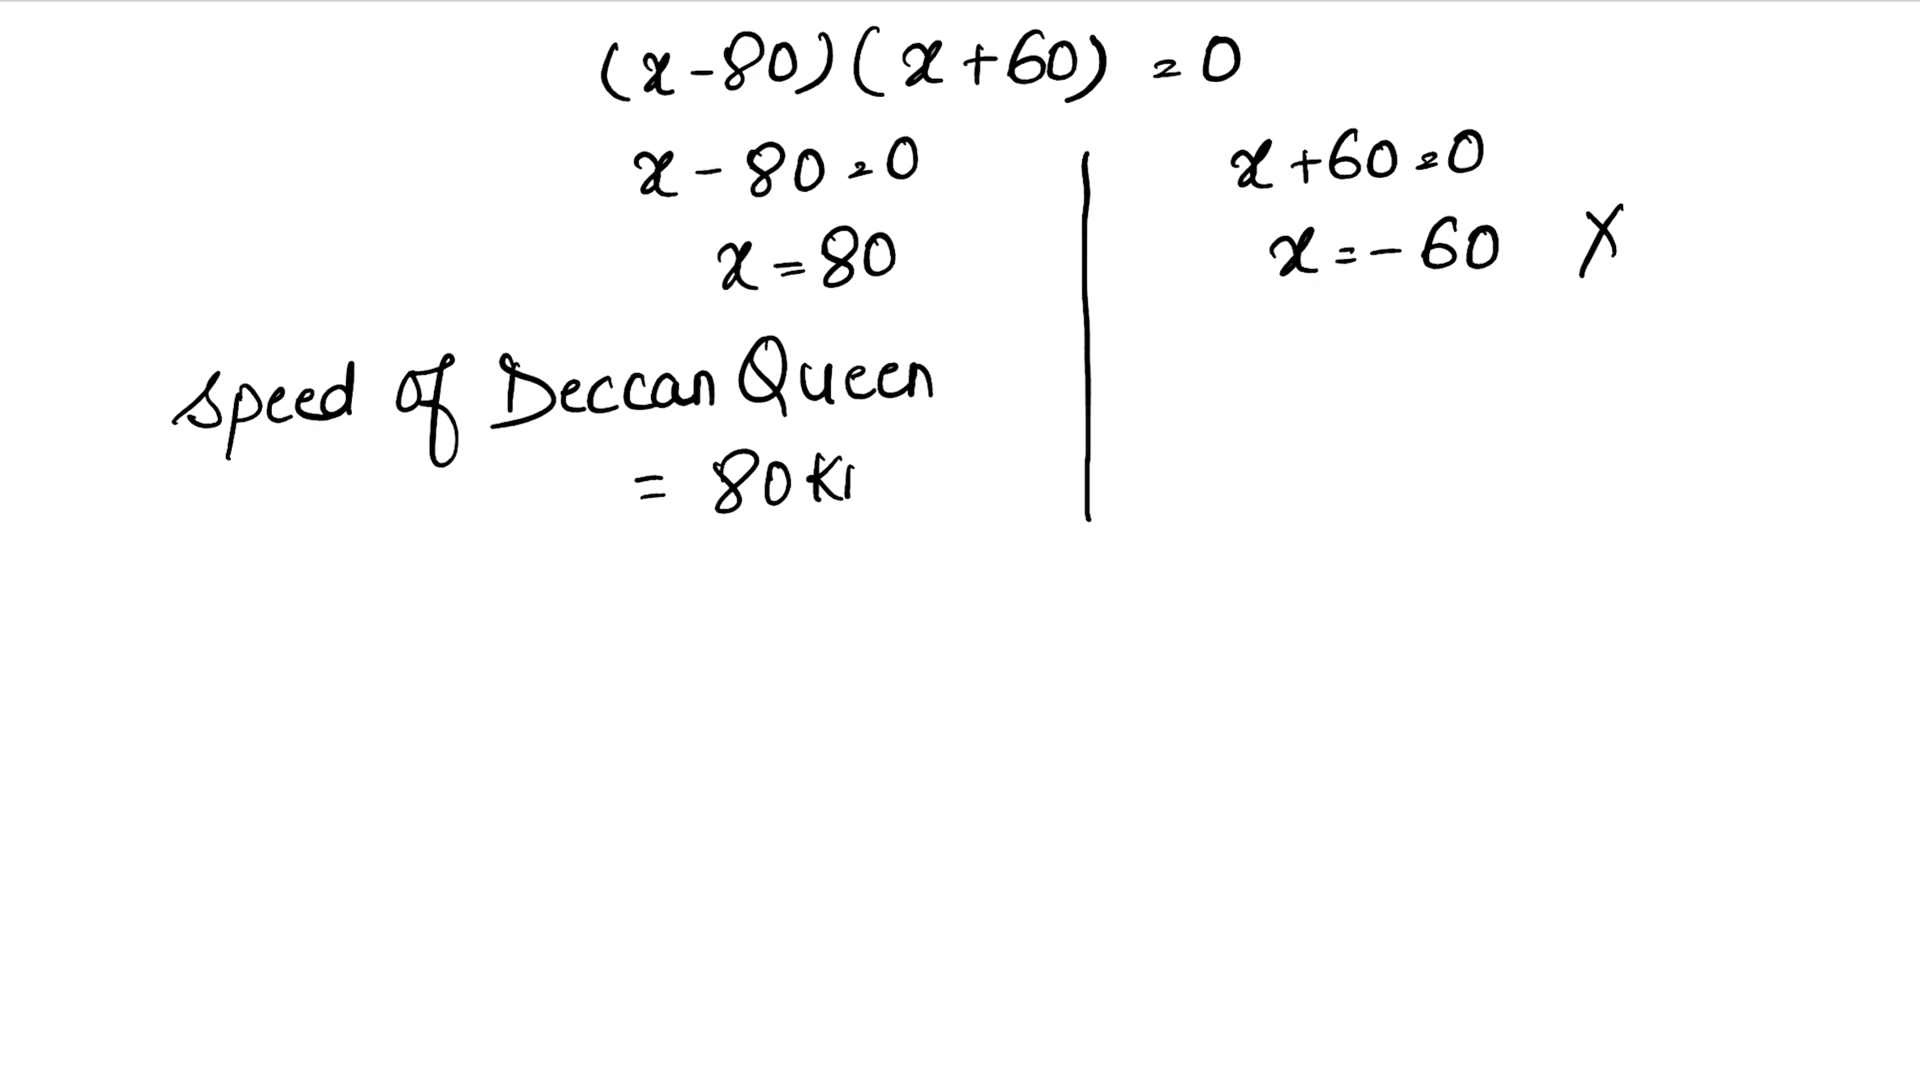 (x-80)(x+60) = 0
x - 80 = 0
x = 80
x + 60 = 0
x = - 60 X
Speed of Deccan Queen
= 80 K